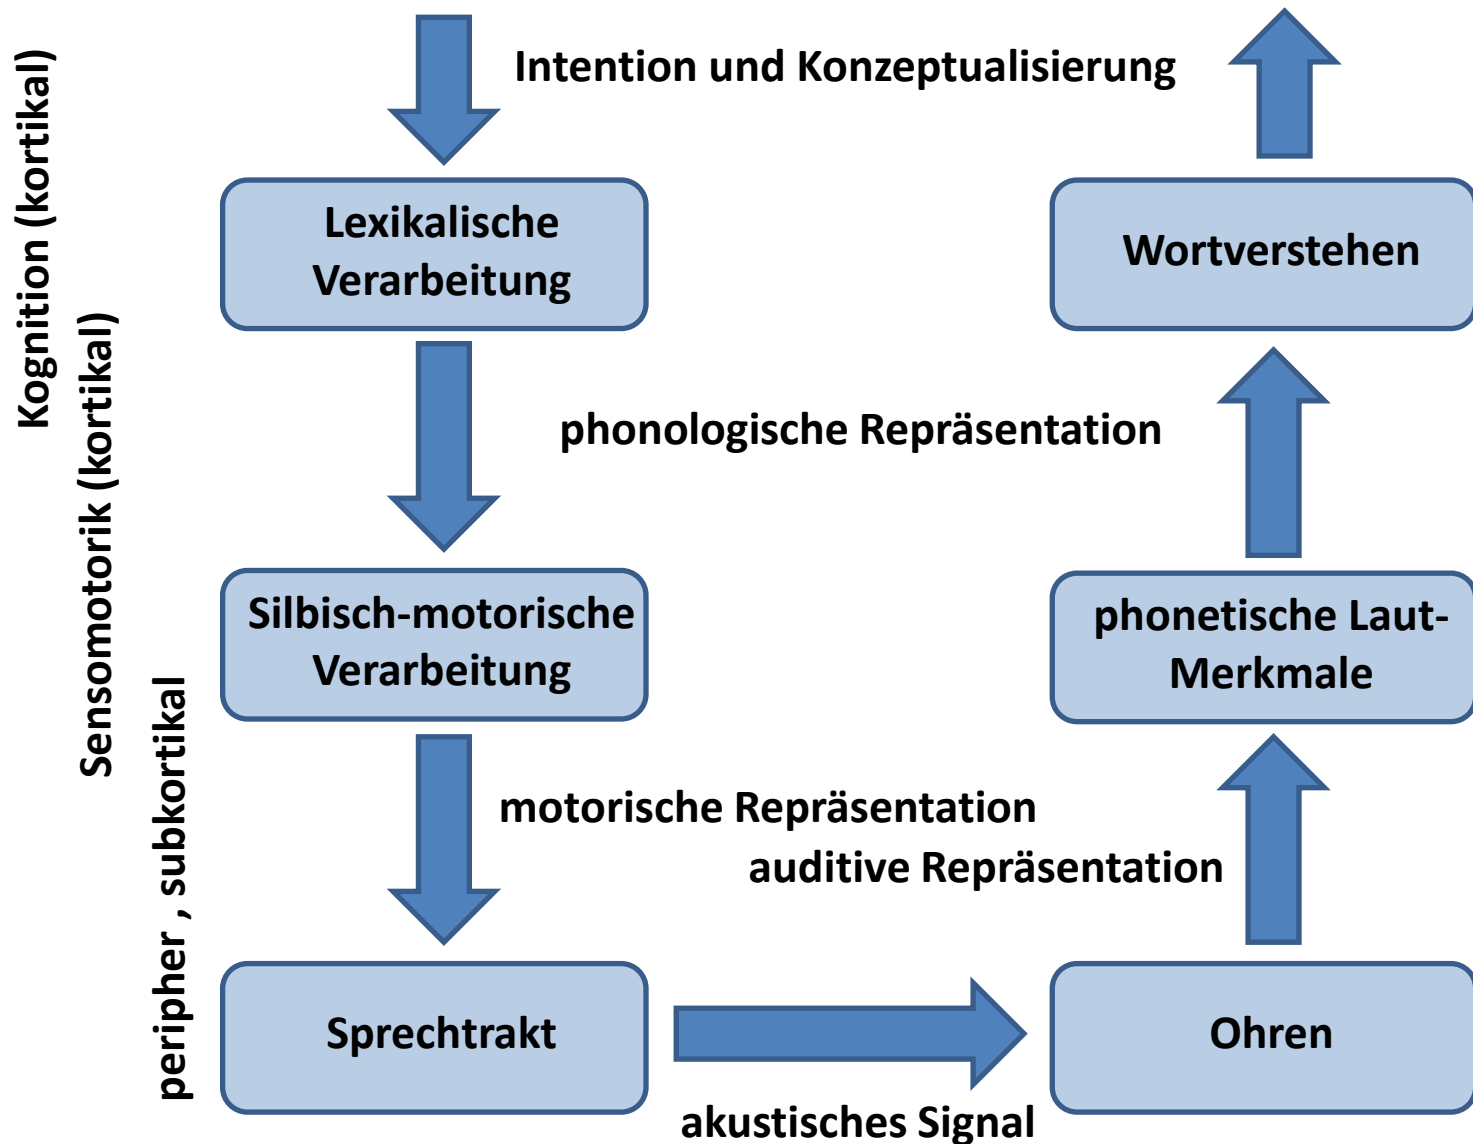 Kognition (kortikal)
Sensomotorik (kortikal)
peripher , subkortikal
Intention und Konzeptualisierung
Lexikalische
Verarbeitung
Wortverstehen
phonologische Repräsentation
Silbisch-motorische
Verarbeitung
phonetische Laut-
Merkmale
motorische Repräsentation
auditive Repräsentation
Sprechtrakt
Ohren
akustisches Signal